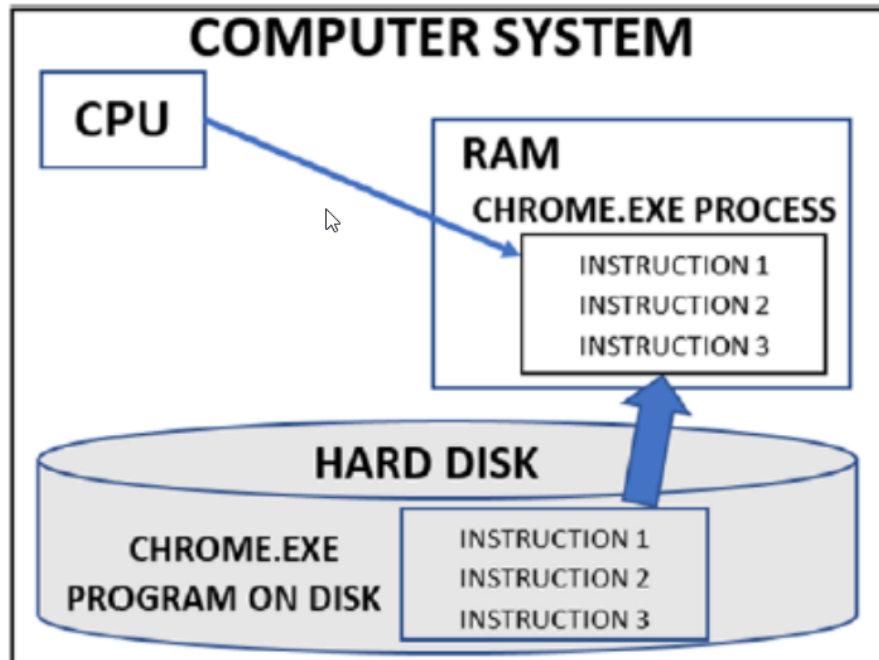 COMPUTER SYSTEM
CPU
RAM
CHROME.EXE PROCESS
INSTRUCTION 1
INSTRUCTION 2
INSTRUCTION 3
HARD DISK
CHROME.EXE
PROGRAM ON DISK
INSTRUCTION 1
INSTRUCTION 2
INSTRUCTION 3